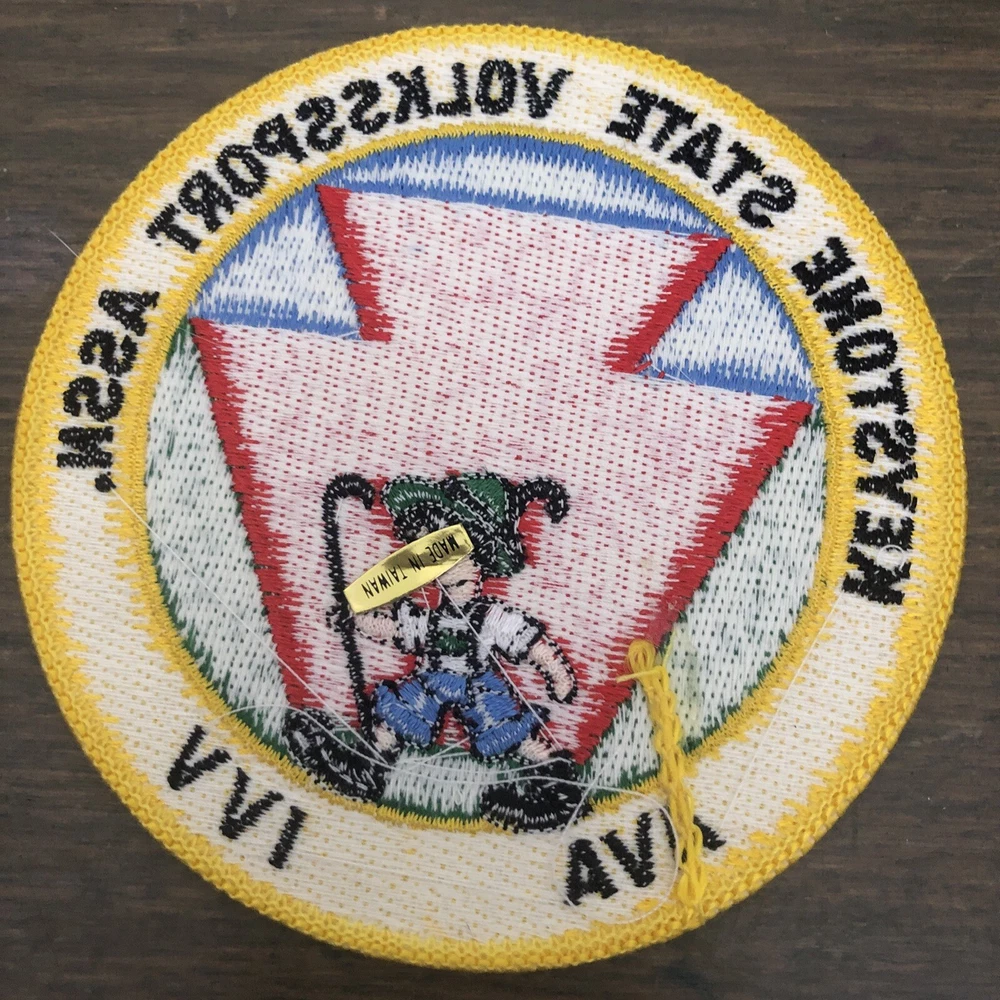 KEYSTONE STATE VOLKSSPORT ASSN.
MADE IN TAIWAN
AVA
IVV